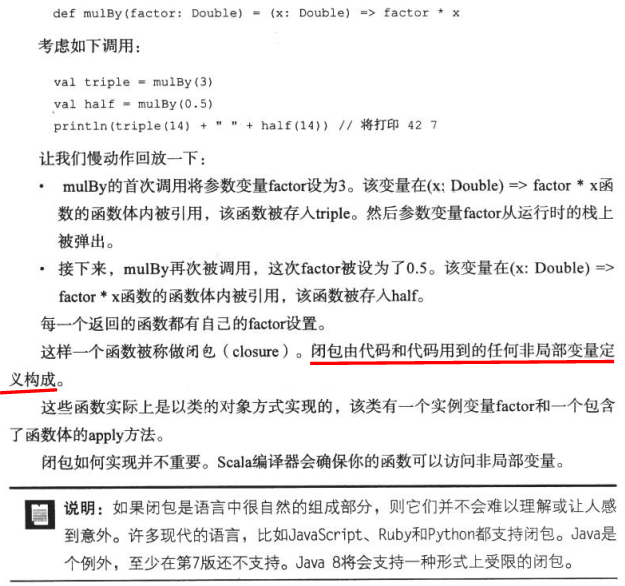 def mulBy(factor: Double) = (x: Double) => factor * x
考虑如下调用：
val triple = mulBy(3)
val half = mulBy(0.5)
println(triple(14) + " " + half(14)) // 将打印 42 7
让我们慢动作回放一下：
• mulBy的首次调用将参数变量factor设为3。该变量在(x: Double) => factor * x函
数的函数体内被引用，该函数被存入triple。然后参数变量factor从运行时的栈上
被弹出。
• 接下来，mulBy再次被调用，这次factor被设为了0.5。该变量在(x: Double) =>
factor * x函数的函数体内被引用，该函数被存入half。
每一个返回的函数都有自己的factor设置。
这样一个函数被称做闭包（closure）。闭包由代码和代码用到的任何非局部变量定
义构成。
这些函数实际上是以类的对象方式实现的，该类有一个实例变量factor和一个包含
了函数体的apply方法。
闭包如何实现并不重要。Scala编译器会确保你的函数可以访问非局部变量。
说明：如果闭包是语言中很自然的组成部分，则它们并不会难以理解或让人感
到意外。许多现代的语言，比如JavaScript、Ruby和Python都支持闭包。Java是
个例外，至少在第7版还不支持。Java 8将会支持一种形式上受限的闭包。